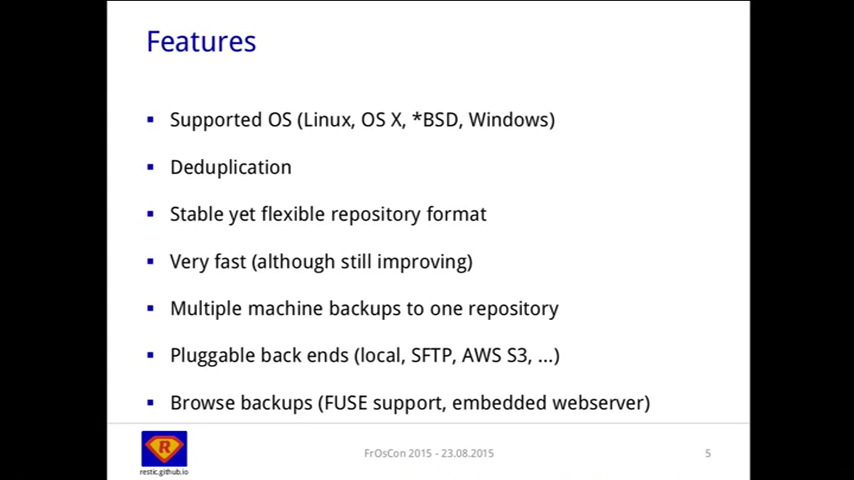 Features
Supported OS (Linux, OS X, *BSD, Windows)
Deduplication
Stable yet flexible repository format
Very fast (although still improving)
Multiple machine backups to one repository
Pluggable back ends (local, SFTP, AWS S3, ...)
Browse backups (FUSE support, embedded webserver)
R
restic.github.io
FrOsCon 2015 - 23.08.2015
5